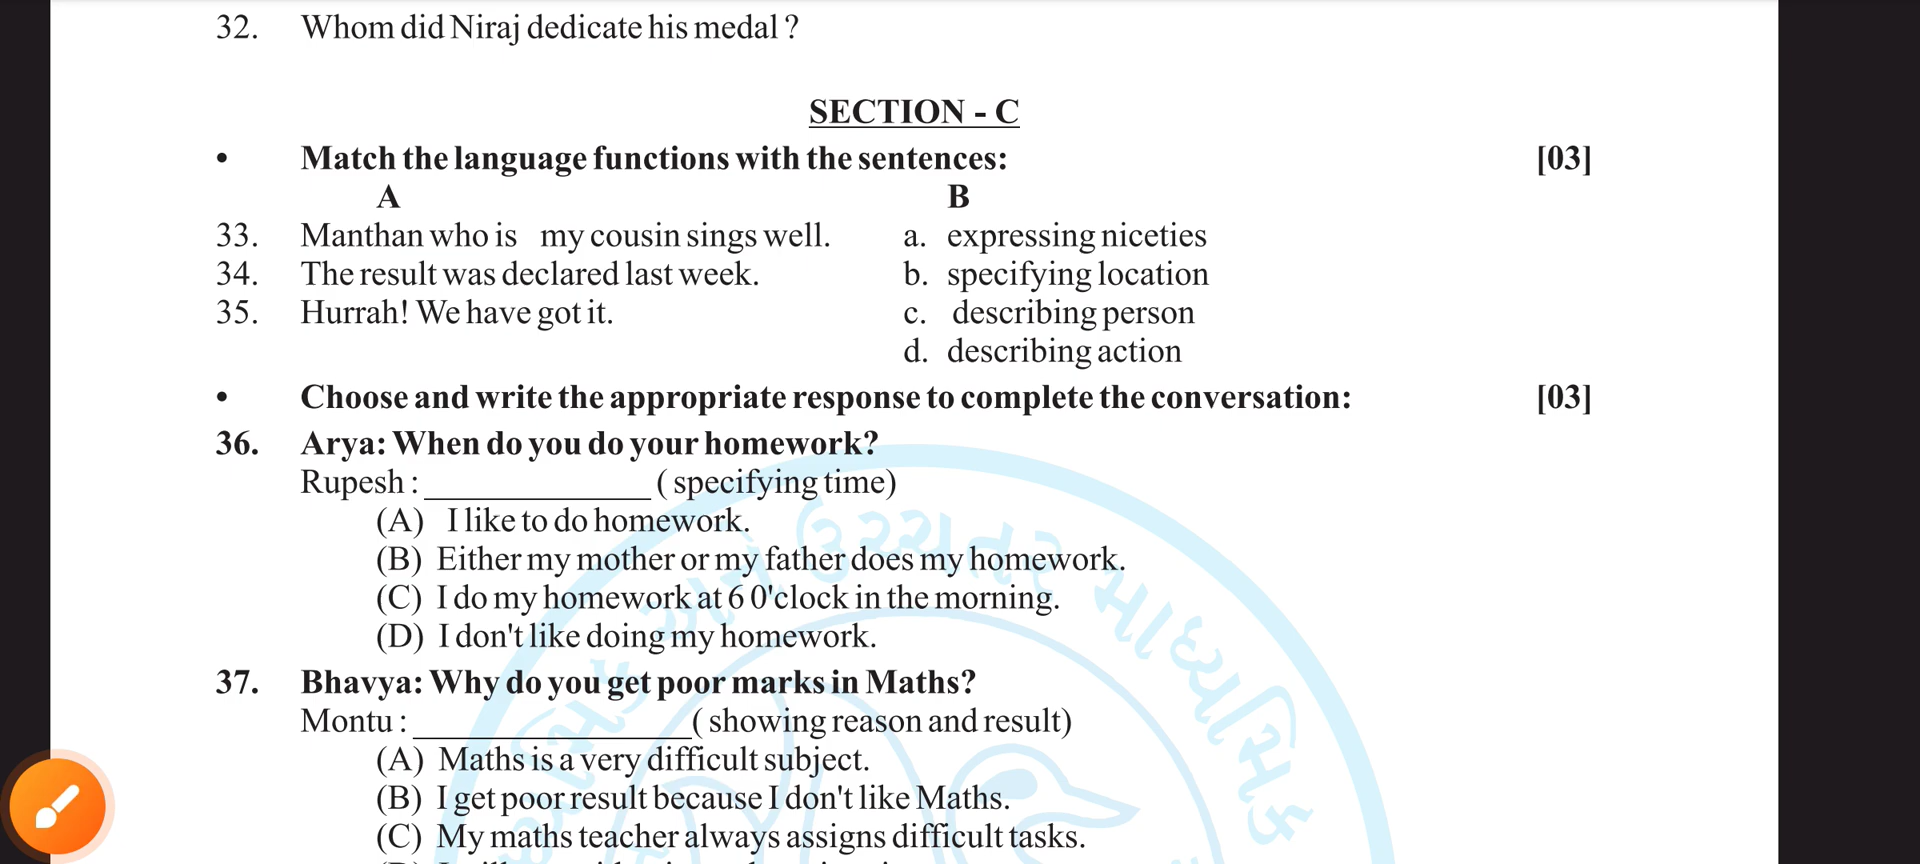 32. Whom did Niraj dedicate his medal ?
SECTION - C
• Match the language functions with the sentences: [03]
A B
33. Manthan who is my cousin sings well. a. expressing niceties
34. The result was declared last week. b. specifying location
35. Hurrah! We have got it. c. describing person
d. describing action
• Choose and write the appropriate response to complete the conversation: [03]
36. Arya: When do you do your homework?
Rupesh : ______________ ( specifying time)
(A) I like to do homework.
(B) Either my mother or my father does my homework.
(C) I do my homework at 6 0'clock in the morning.
(D) I don't like doing my homework.
37. Bhavya: Why do you get poor marks in Maths?
Montu : _________________ ( showing reason and result)
(A) Maths is a very difficult subject.
(B) I get poor result because I don't like Maths.
(C) My maths teacher always assigns difficult tasks.
અને ઉચ્ચતર માધ્યમિક